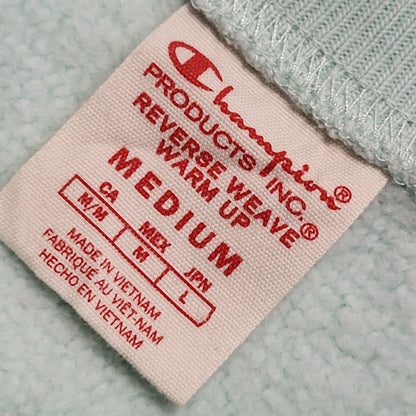 Champion®
PRODUCTS INC.
REVERSE WEAVE®
WARM UP
MEDIUM
CA MEX JPN
M/M M L
MADE IN VIETNAM
FABRIQUÉ AU VIÊT-NAM
HECHO EN VIETNAM